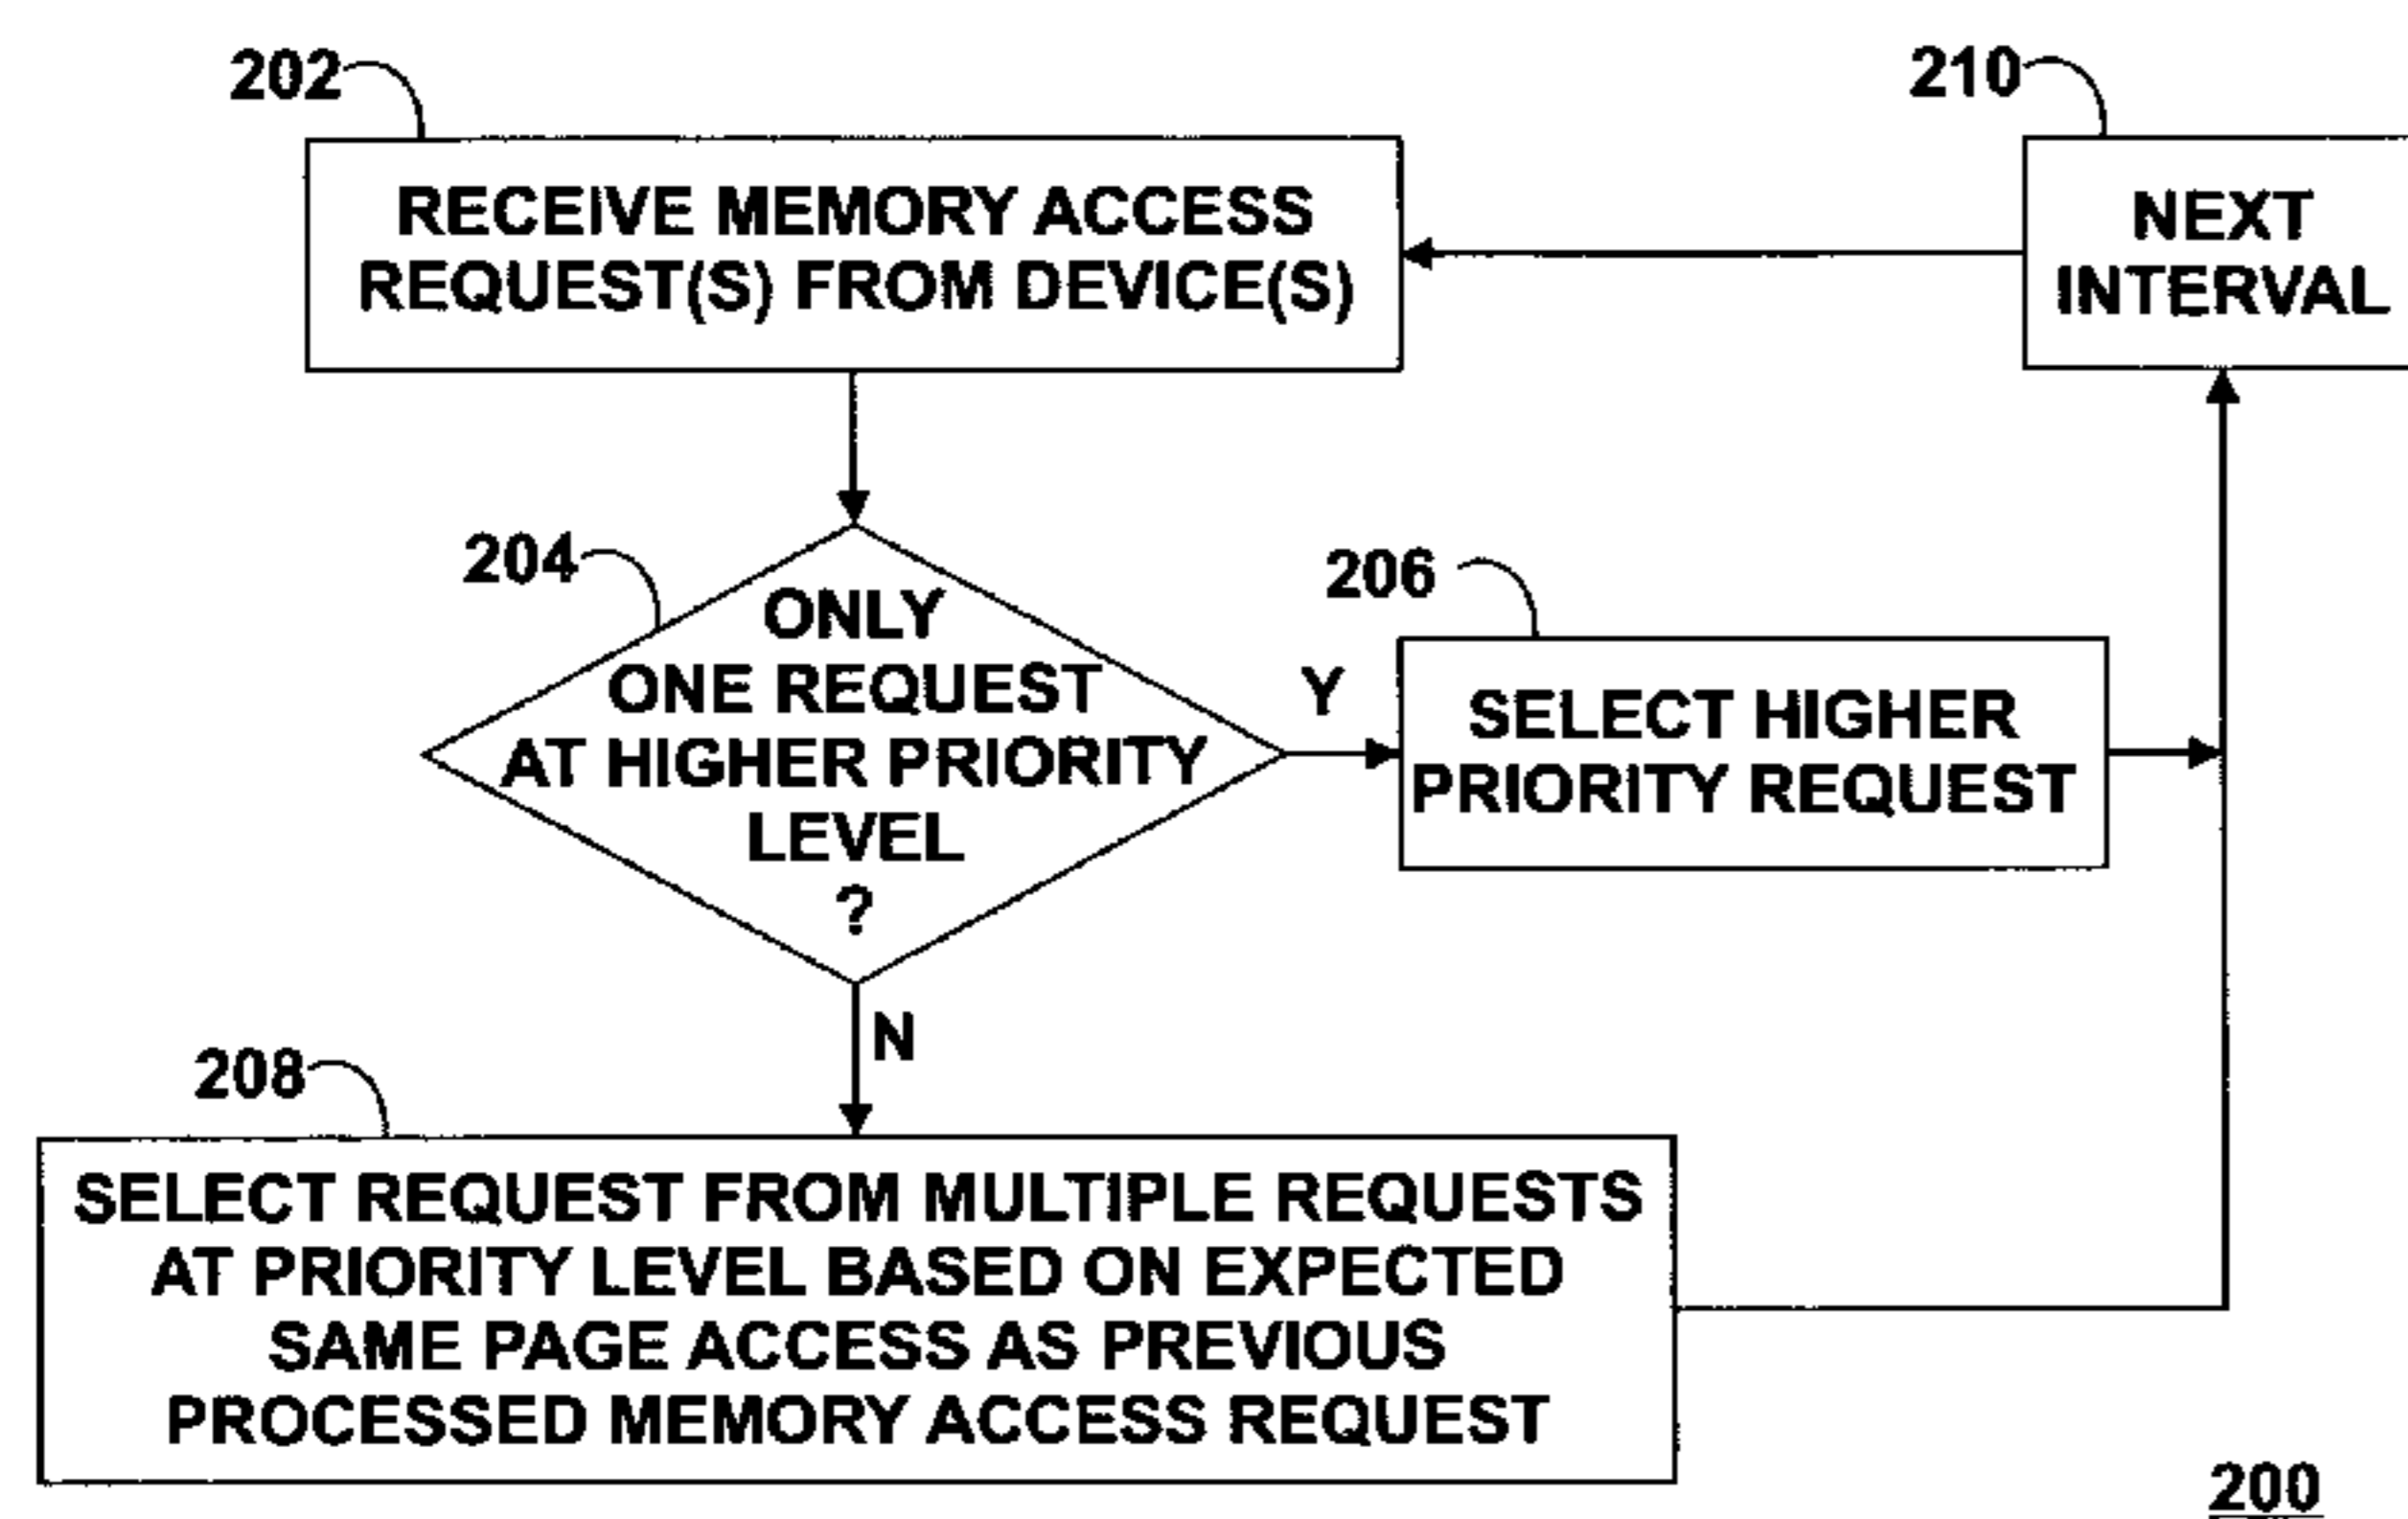 202
210
RECEIVE MEMORY ACCESS
REQUEST(S) FROM DEVICE(S)
NEXT
INTERVAL
204
ONLY
ONE REQUEST
AT HIGHER PRIORITY
LEVEL
?
Y
206
SELECT HIGHER
PRIORITY REQUEST
N
208
SELECT REQUEST FROM MULTIPLE REQUESTS
AT PRIORITY LEVEL BASED ON EXPECTED
SAME PAGE ACCESS AS PREVIOUS
PROCESSED MEMORY ACCESS REQUEST
200